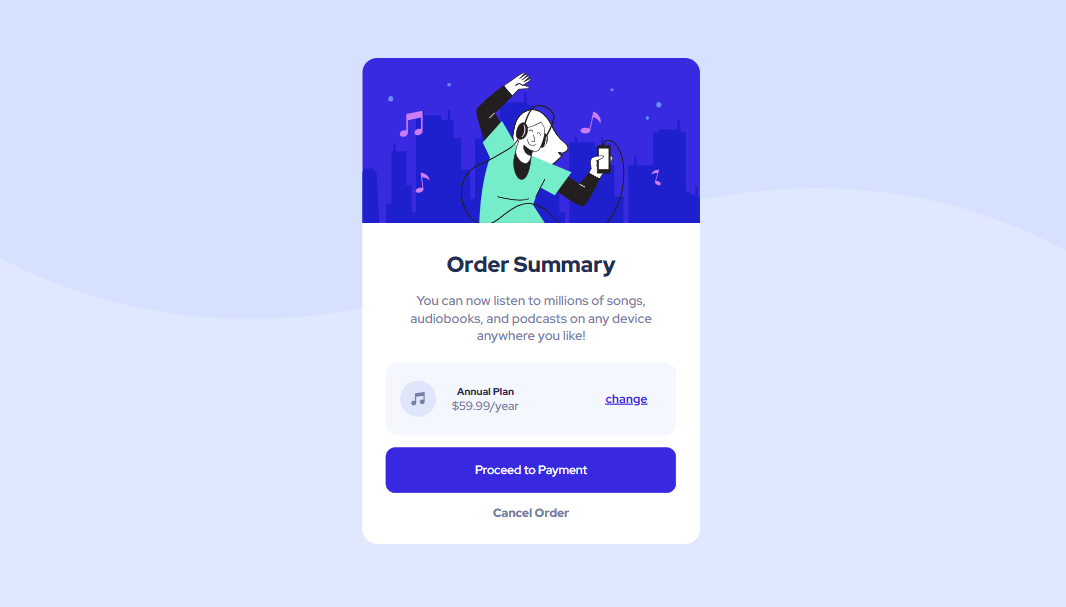 Order Summary
You can now listen to millions of songs,
audiobooks, and podcasts on any device
anywhere you like!
Annual Plan
$59.99/year
change
Proceed to Payment
Cancel Order